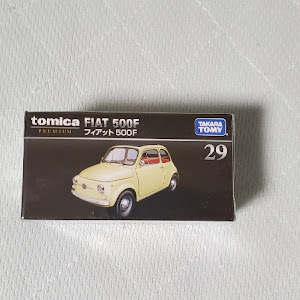 tomica FIAT 500F
PREMIUM フィアット 500F
TAKARA
TOMY
29